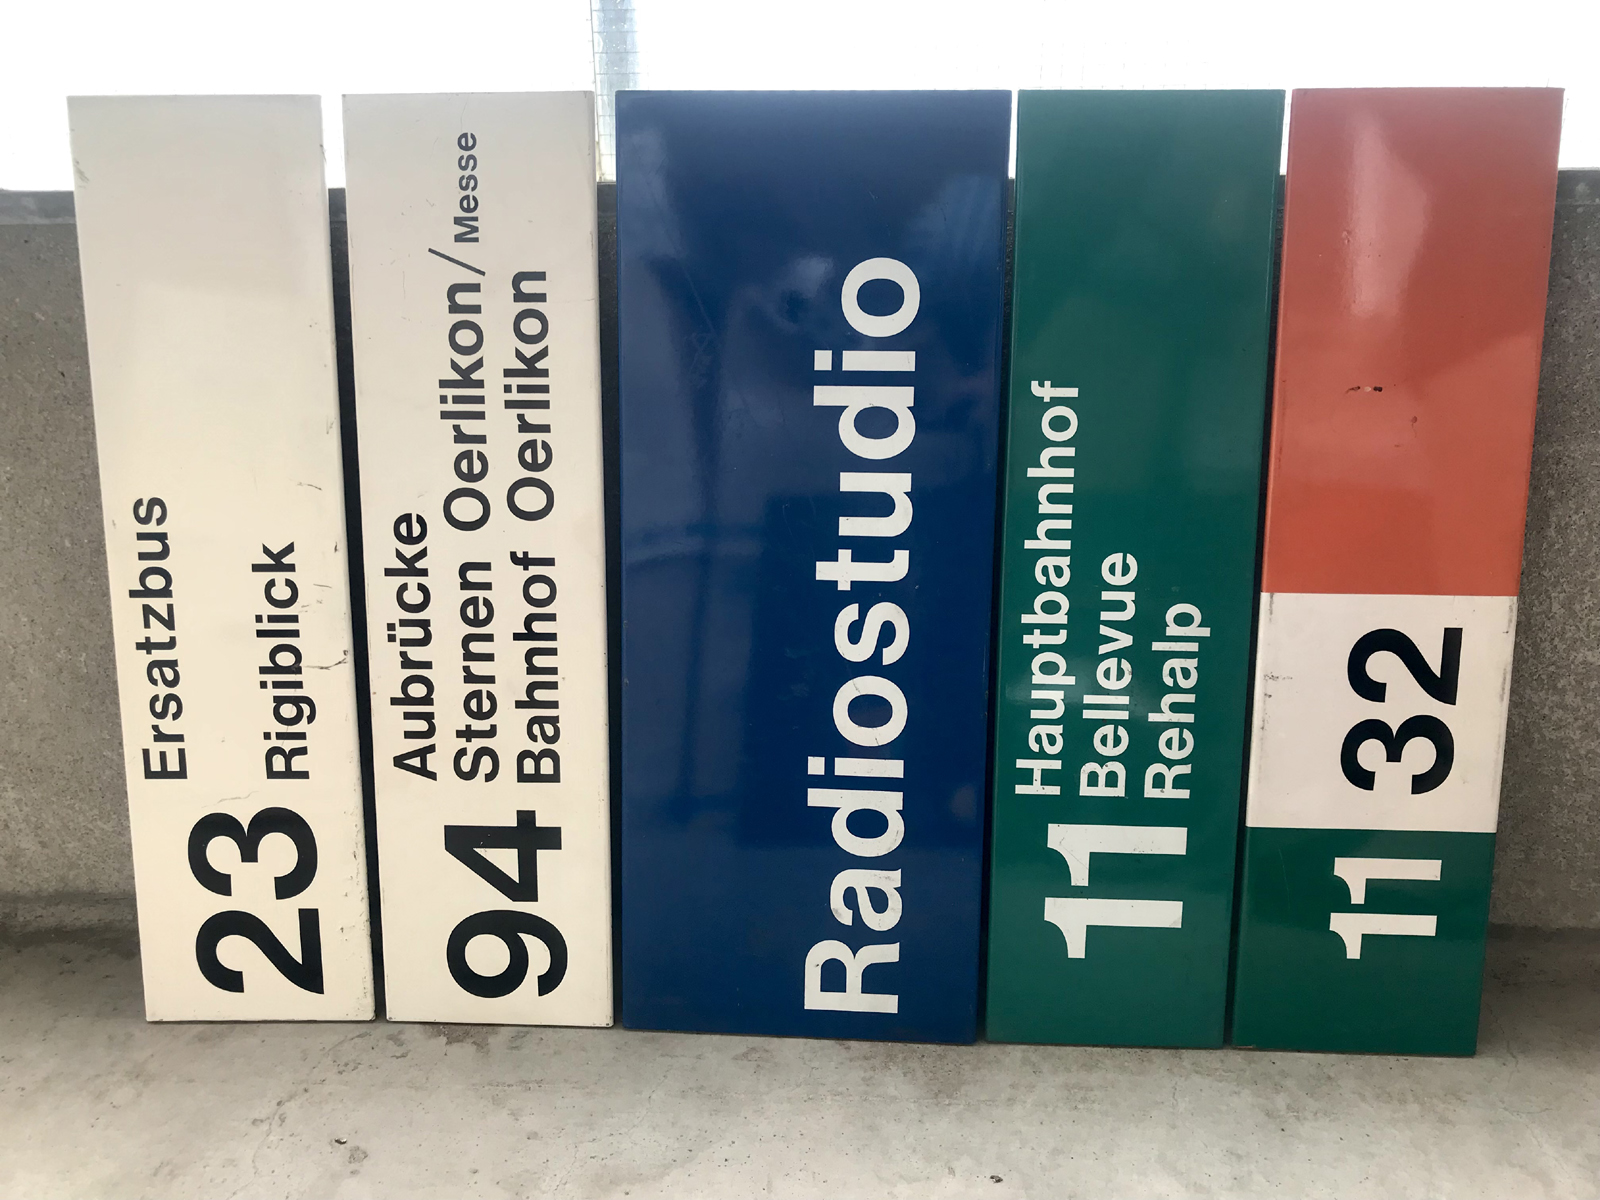 Ersatzbus
23 Rigiblick
Aubrücke
Sternen Oerlikon/Messe
94 Bahnhof Oerlikon
Radiostudio
Hauptbahnhof
Bellevue
11 Rehalp
11 32